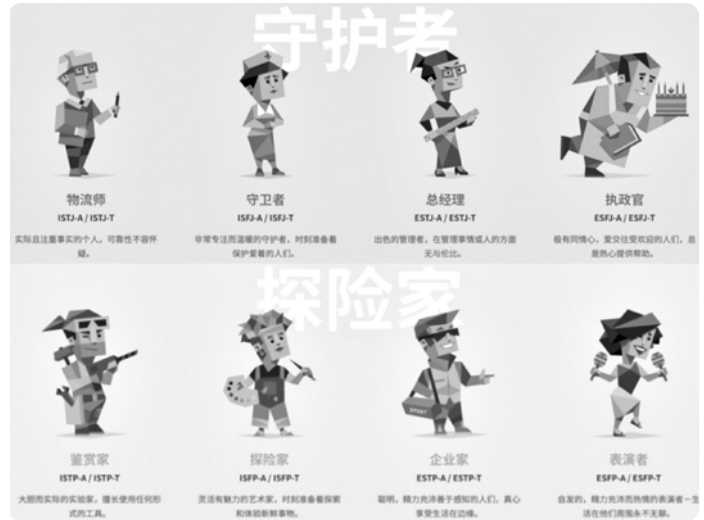 守护者
物流师
ISTJ-A / ISTJ-T
实际且注重事实的个人，可靠性不容怀
疑。
守卫者
ISFJ-A / ISFJ-T
非常专注而温暖的守护者，时刻准备着
保护爱着的人们。
总经理
ESTJ-A / ESTJ-T
出色的管理者，在管理事情或人的方面
无与伦比。
执政官
ESFJ-A / ESFJ-T
极有同情心，爱交往受欢迎的人们，总
是热心提供帮助。
探险家
鉴赏家
ISTP-A / ISTP-T
大胆而实际的实验家，擅长使用任何形
式的工具。
探险家
ISFP-A / ISFP-T
灵活有魅力的艺术家，时刻准备着探索
和体验新鲜事物。
企业家
ESTP-A / ESTP-T
聪明，精力充沛善于感知的人们，真心
享受生活在边缘。
表演者
ESFP-A / ESFP-T
自发的，精力充沛而热情的表演者－生
活在他们周围永不无聊。